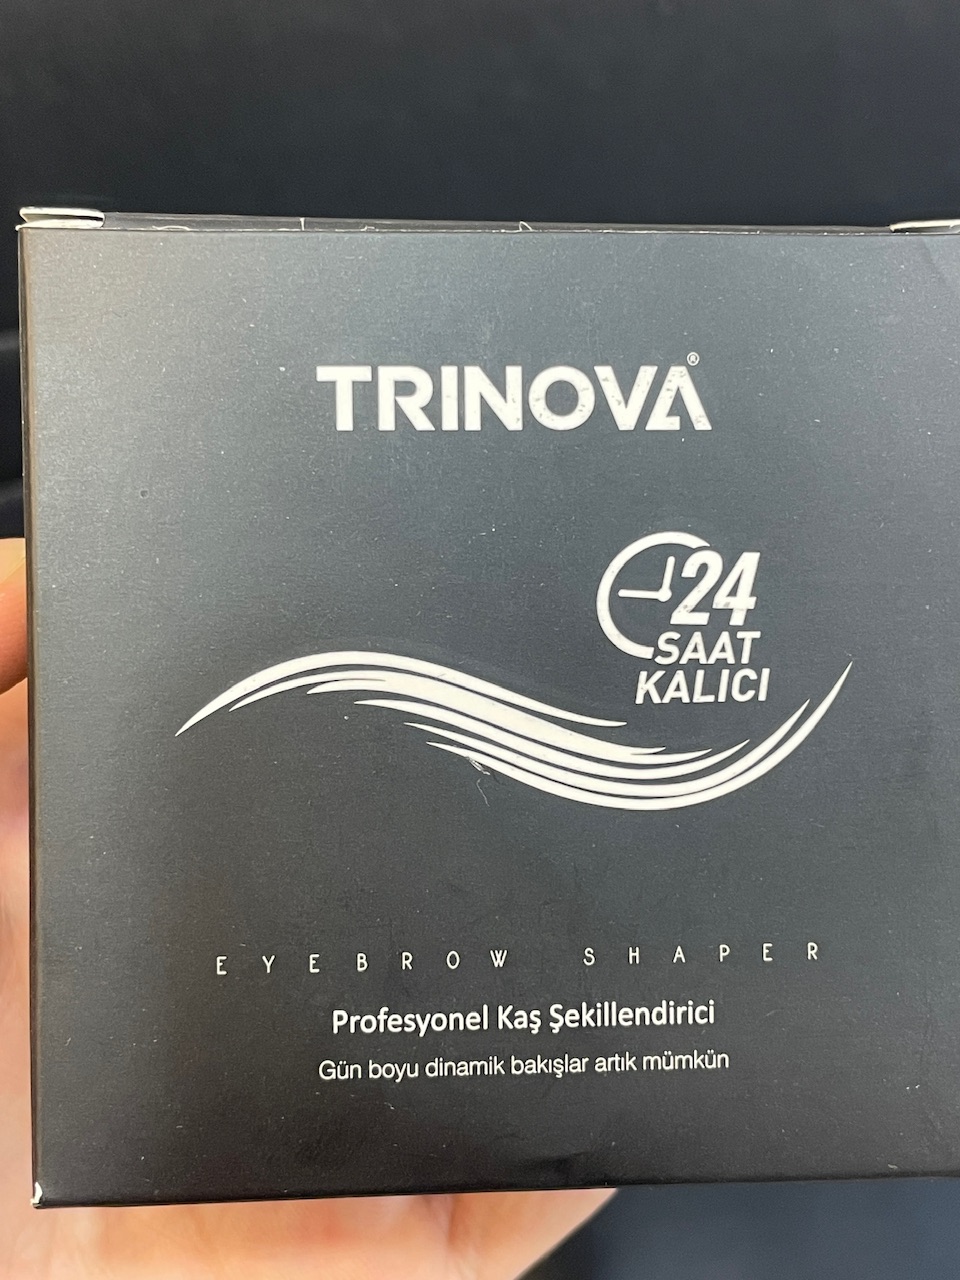 TRINOVA®
24
SAAT
KALICI
EYEBROW SHAPER
Profesyonel Kaş Şekillendirici
Gün boyu dinamik bakışlar artık mümkün